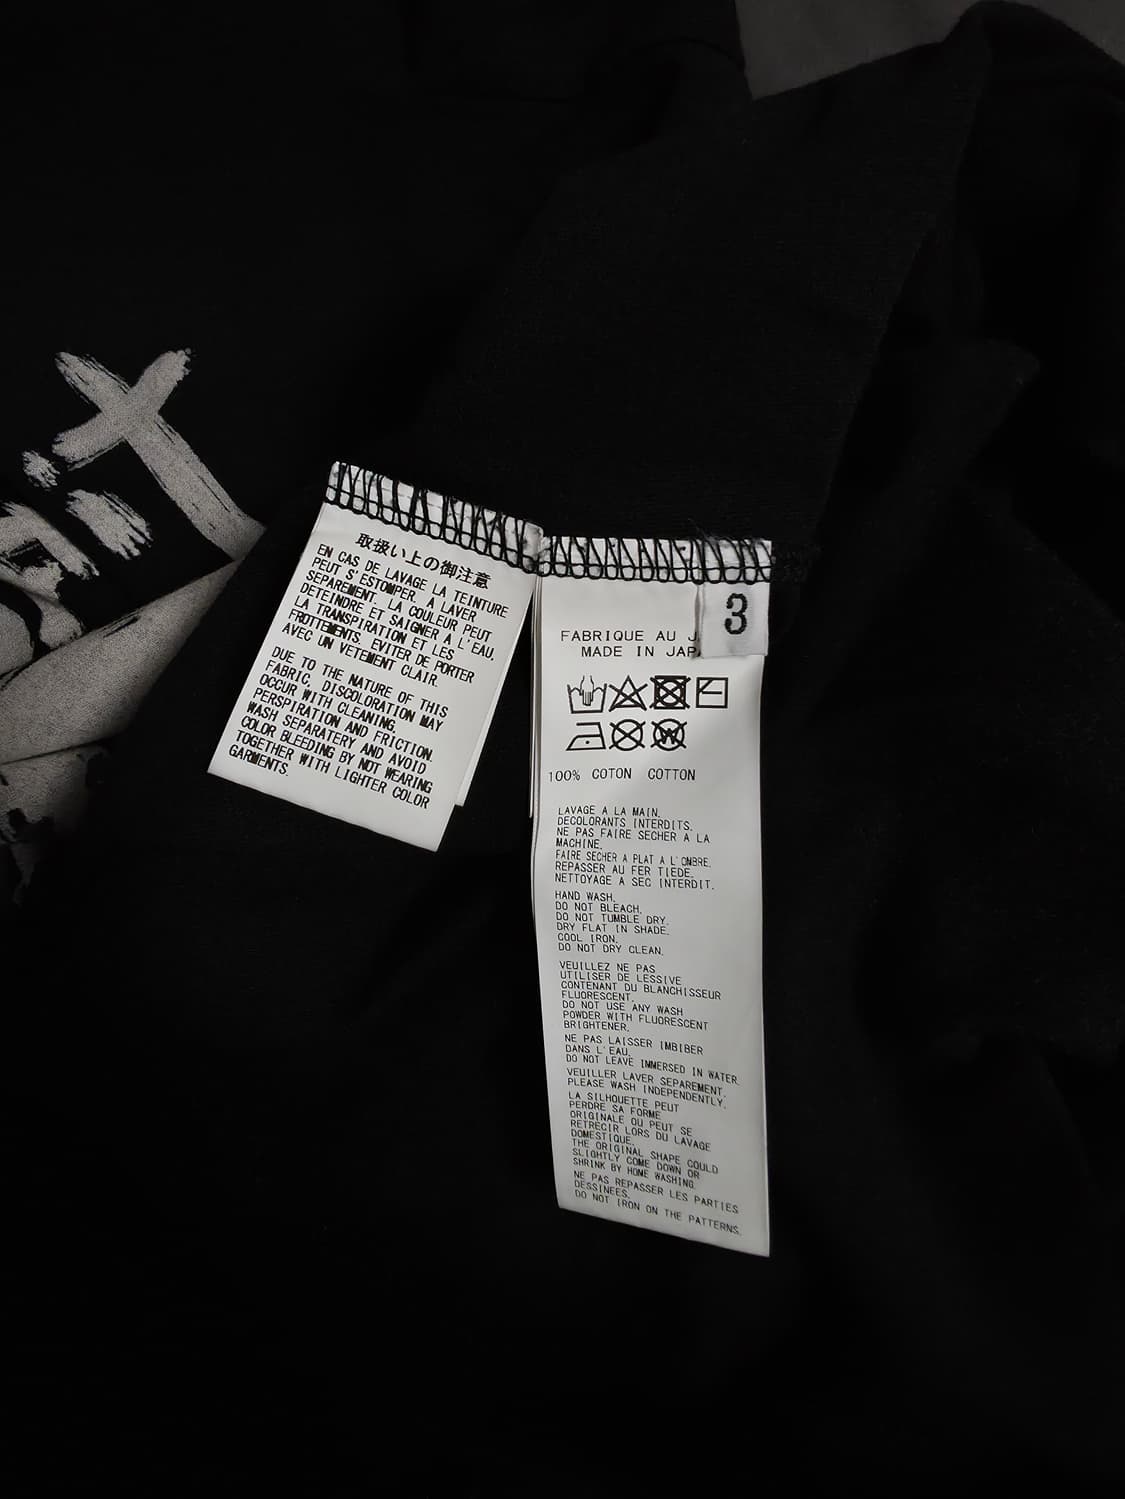 取扱い上の御注意
EN CAS DE LAVAGE LA TEINTURE
PEUT S'ESTOMPER. A LAVER
SEPAREMENT. LA COULEUR PEUT
DETEINDRE ET SAIGNER A L'EAU,
LA TRANSPIRATION ET LES
FROTTEMENTS. EVITER DE PORTER
AVEC UN VETEMENT CLAIR.
DUE TO THE NATURE OF THIS
FABRIC, DISCOLORATION MAY
OCCUR WITH CLEANING,
PERSPIRATION AND FRICTION.
WASH SEPARATERY AND AVOID
COLOR BLEEDING BY NOT WEARING
TOGETHER WITH LIGHTER COLOR
GARMENTS.
3
FABRIQUE AU J
MADE IN JAP
W
100% COTON COTTON
LAVAGE A LA MAIN.
DECOLORANTS INTERDITS.
NE PAS FAIRE SECHER A LA
MACHINE.
FAIRE SECHER A PLAT A L'OMBRE.
REPASSER AU FER TIEDE.
NETTOYAGE A SEC INTERDIT.
HAND WASH.
DO NOT BLEACH.
DO NOT TUMBLE DRY.
DRY FLAT IN SHADE.
COOL IRON.
DO NOT DRY CLEAN.
VEUILLEZ NE PAS
UTILISER DE LESSIVE
CONTENANT DU BLANCHISSEUR
FLUORESCENT.
DO NOT USE ANY WASH
POWDER WITH FLUORESCENT
BRIGHTENER.
NE PAS LAISSER IMBIBER
DANS L'EAU.
DO NOT LEAVE IMMERSED IN WATER.
VEUILLER LAVER SEPAREMENT.
PLEASE WASH INDEPENDENTLY.
LA SILHOUETTE PEUT
PERDRE SA FORME
ORIGINALE OU PEUT SE
RETRECIR LORS DU LAVAGE
DOMESTIQUE.
THE ORIGINAL SHAPE COULD
SLIGHTLY COME DOWN OR
SHRINK BY HOME WASHING.
NE PAS REPASSER LES PARTIES
DESSINEES.
DO NOT IRON ON THE PATTERNS.